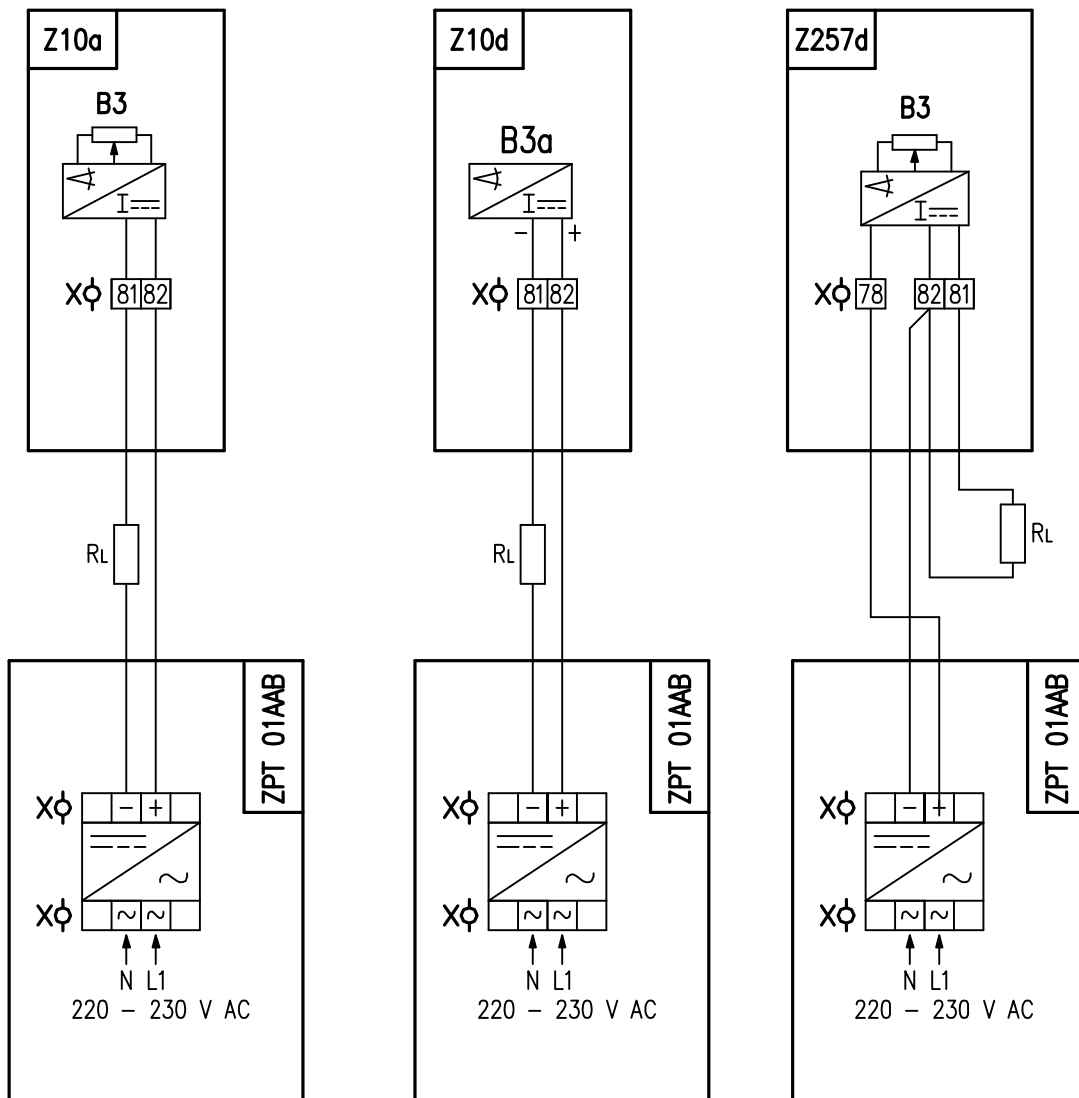 Z10a
B3
I
X 81 82
RL
ZPT 01AAB
X - +
X ~ ~
N L1
220 – 230 V AC
Z10d
B3a
I
- +
X 81 82
RL
ZPT 01AAB
X - +
X ~ ~
N L1
220 – 230 V AC
Z257d
B3
I
X 78 82 81
RL
ZPT 01AAB
X - +
X ~ ~
N L1
220 – 230 V AC